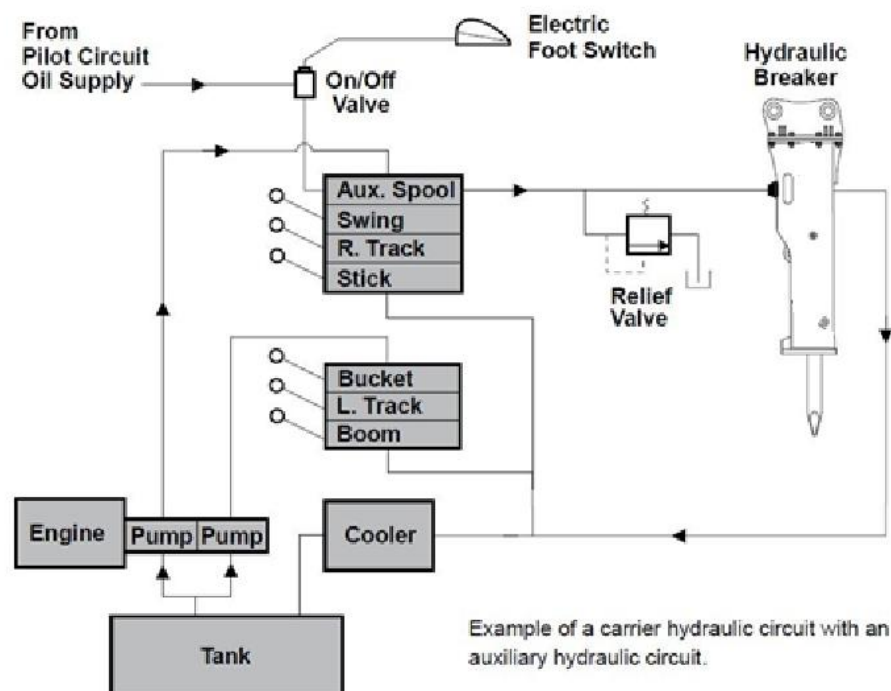 From
Pilot Circuit
Oil Supply
On/Off
Valve
Electric
Foot Switch
Hydraulic
Breaker
Aux. Spool
Swing
R. Track
Stick
Relief
Valve
Bucket
L. Track
Boom
Engine
Pump
Pump
Cooler
Tank
Example of a carrier hydraulic circuit with an
auxiliary hydraulic circuit.